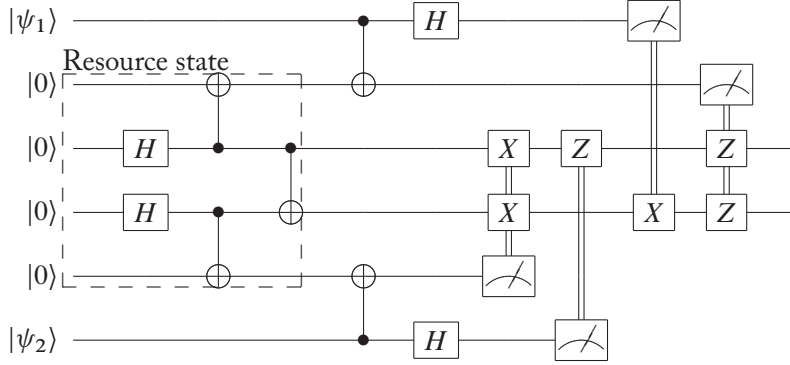 |ψ₁⟩ H
Resource state
|0⟩
|0⟩ H X Z Z
|0⟩ H X X Z
|0⟩
|ψ₂⟩ H